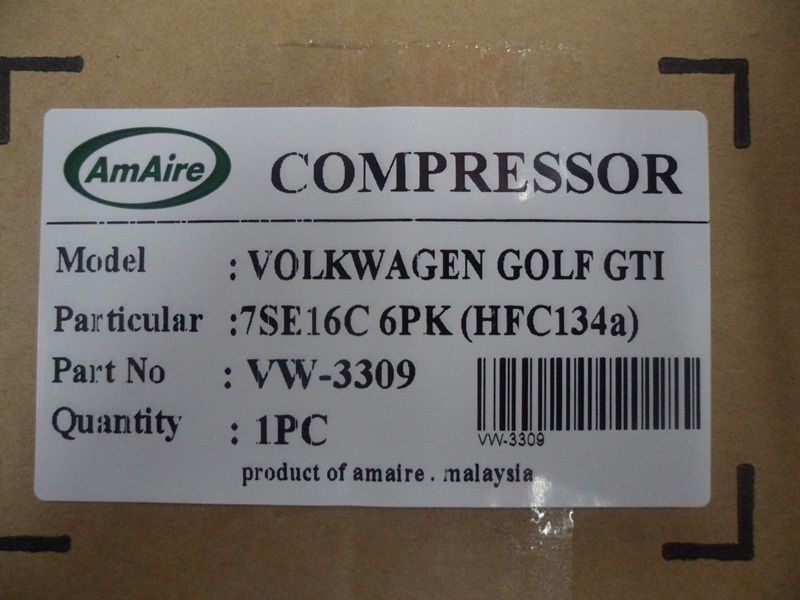 AmAire COMPRESSOR
Model : VOLKWAGEN GOLF GTI
Particular :7SE16C 6PK (HFC134a)
Part No : VW-3309
Quantity : 1PC
VW-3309
product of amaire . malaysia